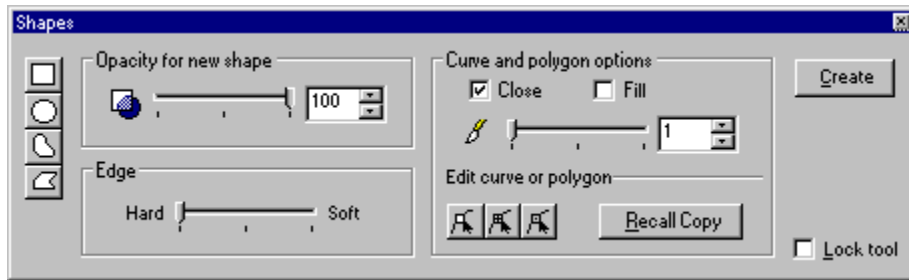 Shapes
Opacity for new shape
100
Edge
Hard Soft
Curve and polygon options
Close Fill
1
Edit curve or polygon
Recall Copy
Create
Lock tool